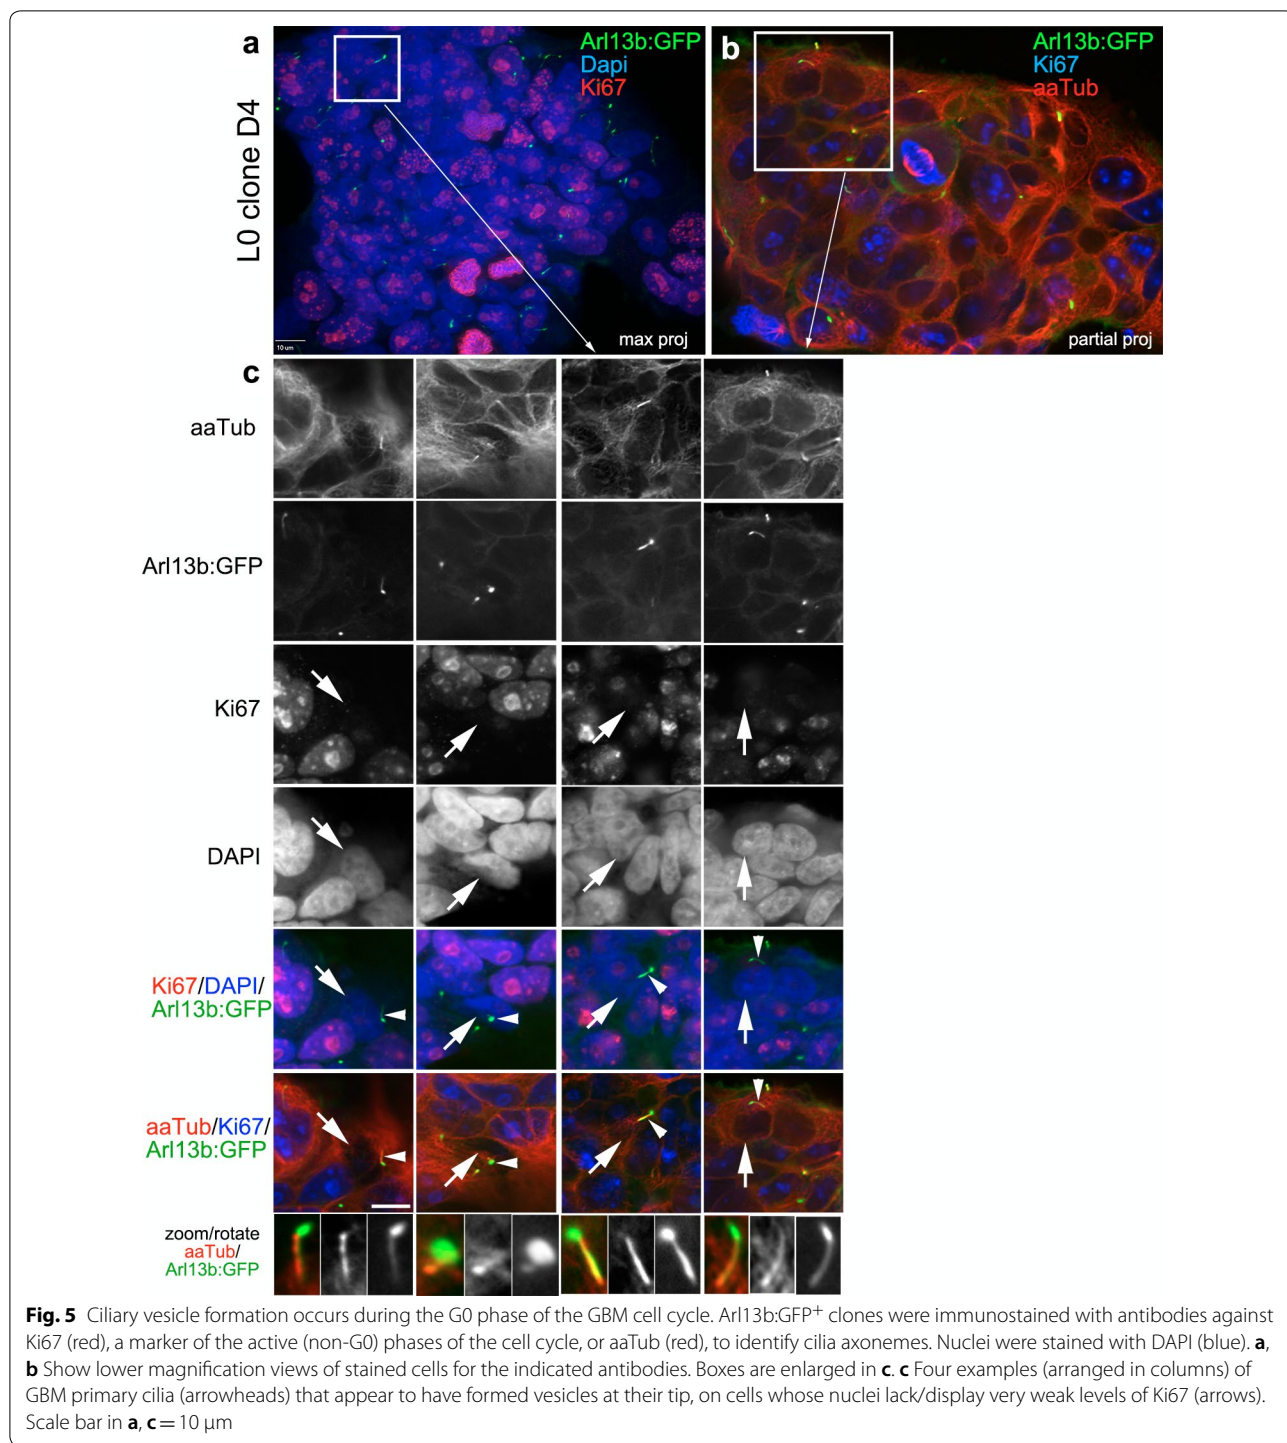 a
Arl13b:GFP
Dapi
Ki67
L0 clone D4
10 um
max proj
b
Arl13b:GFP
Ki67
aaTub
partial proj
c
aaTub
Arl13b:GFP
Ki67
DAPI
Ki67/DAPI/
Arl13b:GFP
aaTub/Ki67/
Arl13b:GFP
zoom/rotate
aaTub/
Arl13b:GFP
Fig. 5 Ciliary vesicle formation occurs during the G0 phase of the GBM cell cycle. Arl13b:GFP⁺ clones were immunostained with antibodies against
Ki67 (red), a marker of the active (non-G0) phases of the cell cycle, or aaTub (red), to identify cilia axonemes. Nuclei were stained with DAPI (blue). a,
b Show lower magnification views of stained cells for the indicated antibodies. Boxes are enlarged in c. c Four examples (arranged in columns) of
GBM primary cilia (arrowheads) that appear to have formed vesicles at their tip, on cells whose nuclei lack/display very weak levels of Ki67 (arrows).
Scale bar in a, c = 10 μm